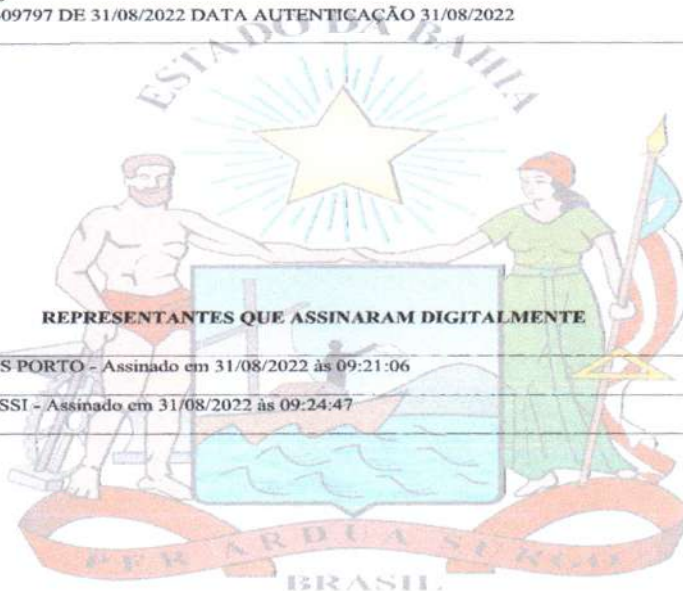 09797 DE 31/08/2022 DATA AUTENTICAÇÃO 31/08/2022
ESTADO DA BAHIA
REPRESENTANTES QUE ASSINARAM DIGITALMENTE
S PORTO - Assinado em 31/08/2022 às 09:21:06
SSI - Assinado em 31/08/2022 às 09:24:47
PER ARDUA SURGO
BRASIL